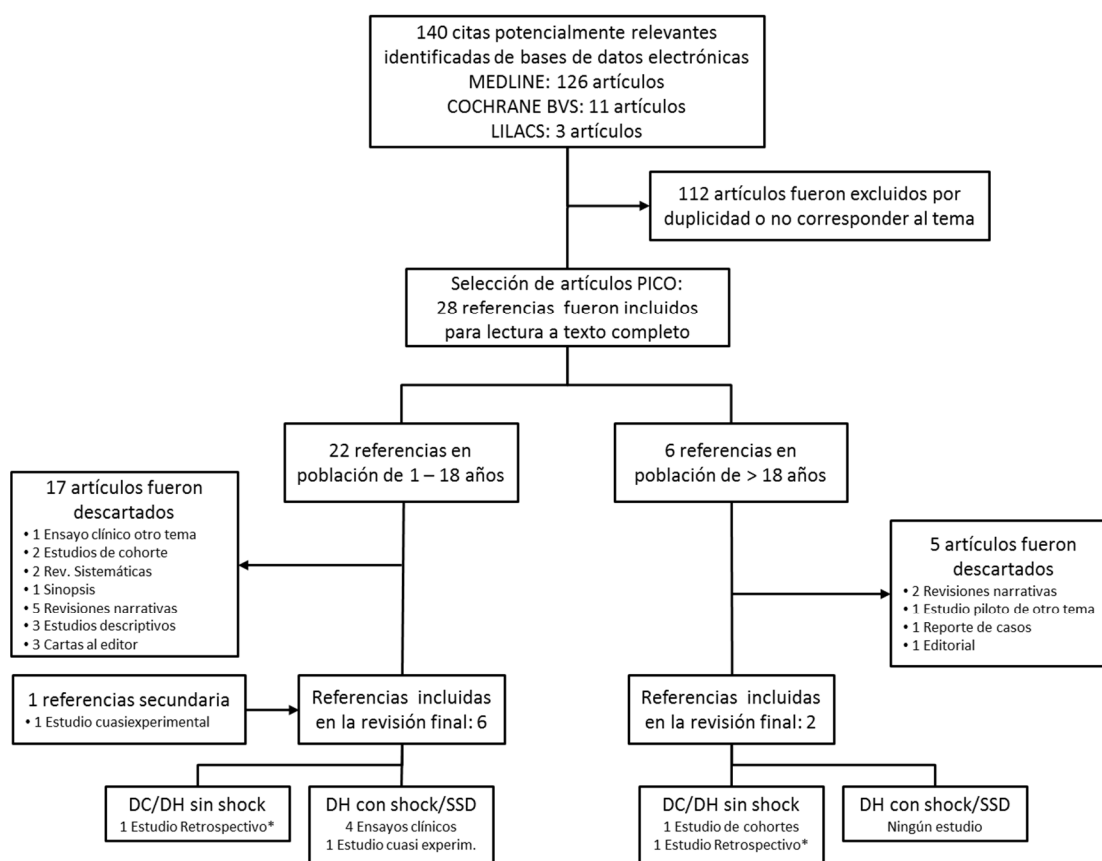 140 citas potencialmente relevantes
identificadas de bases de datos electrónicas
MEDLINE: 126 artículos
COCHRANE BVS: 11 artículos
LILACS: 3 artículos
112 artículos fueron excluidos por
duplicidad o no corresponder al tema
Selección de artículos PICO:
28 referencias fueron incluidos
para lectura a texto completo
22 referencias en
población de 1 – 18 años
6 referencias en
población de > 18 años
17 artículos fueron
descartados
• 1 Ensayo clínico otro tema
• 2 Estudios de cohorte
• 2 Rev. Sistemáticas
• 1 Sinopsis
• 5 Revisiones narrativas
• 3 Estudios descriptivos
• 3 Cartas al editor
5 artículos fueron
descartados
• 2 Revisiones narrativas
• 1 Estudio piloto de otro tema
• 1 Reporte de casos
• 1 Editorial
1 referencias secundaria
• 1 Estudio cuasiexperimental
Referencias incluidas
en la revisión final: 6
Referencias incluidas
en la revisión final: 2
DC/DH sin shock
1 Estudio Retrospectivo*
DH con shock/SSD
4 Ensayos clínicos
1 Estudio cuasi experim.
DC/DH sin shock
1 Estudio de cohortes
1 Estudio Retrospectivo*
DH con shock/SSD
Ningún estudio